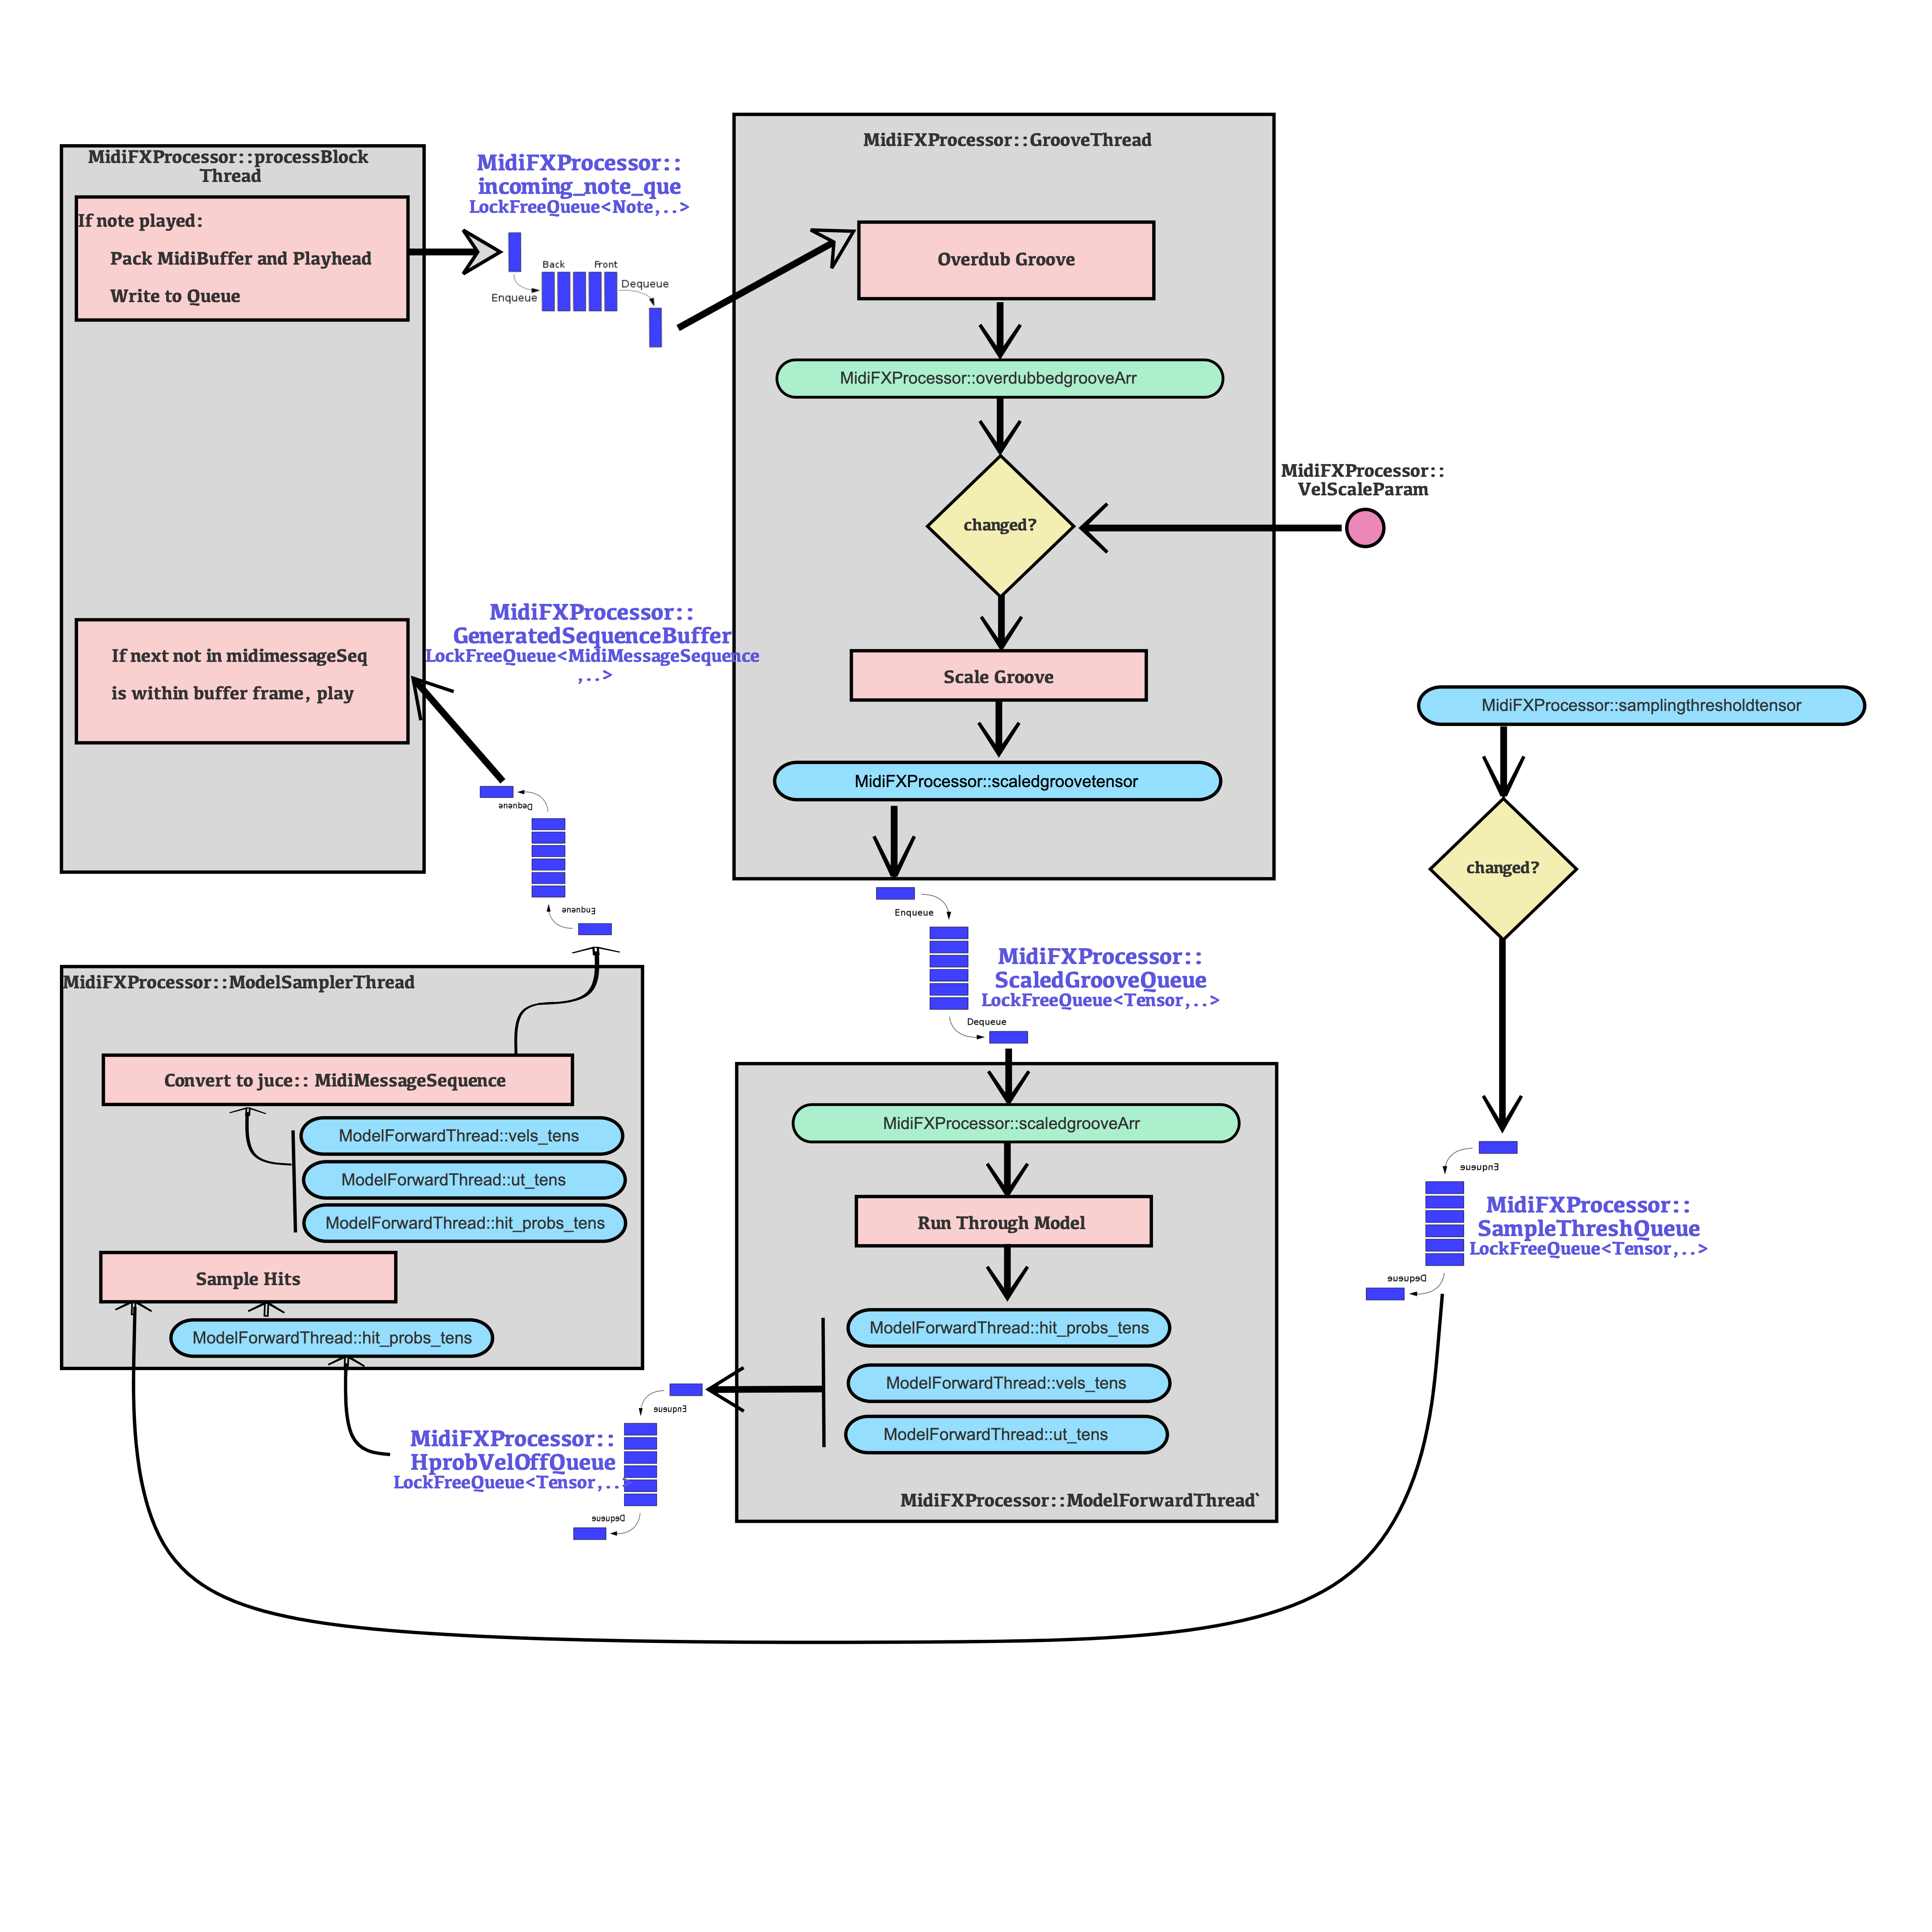 MidiFXProcessor::processBlock
Thread
If note played:
Pack MidiBuffer and Playhead
Write to Queue
If next not in midimessageSeq
is within buffer frame, play
MidiFXProcessor::
incoming_note_que
LockFreeQueue<Note,..>
Back
Front
Enqueue
Dequeue
MidiFXProcessor::GrooveThread
Overdub Groove
MidiFXProcessor::overdubbedgrooveArr
changed?
MidiFXProcessor::
VelScaleParam
Scale Groove
MidiFXProcessor::scaledgroovetensor
MidiFXProcessor::
GeneratedSequenceBuffer
LockFreeQueue<MidiMessageSequence
,..>
Dequeue
Enqueue
Enqueue
MidiFXProcessor::
ScaledGrooveQueue
LockFreeQueue<Tensor,..>
Dequeue
MidiFXProcessor::samplingthresholdtensor
changed?
Enqueue
MidiFXProcessor::
SampleThreshQueue
LockFreeQueue<Tensor,..>
Dequeue
MidiFXProcessor::scaledgrooveArr
Run Through Model
ModelForwardThread::hit_probs_tens
ModelForwardThread::vels_tens
ModelForwardThread::ut_tens
MidiFXProcessor::ModelForwardThread`
Enqueue
MidiFXProcessor::
HprobVelOffQueue
LockFreeQueue<Tensor,..>
Dequeue
MidiFXProcessor::ModelSamplerThread
Convert to juce:: MidiMessageSequence
ModelForwardThread::vels_tens
ModelForwardThread::ut_tens
ModelForwardThread::hit_probs_tens
Sample Hits
ModelForwardThread::hit_probs_tens